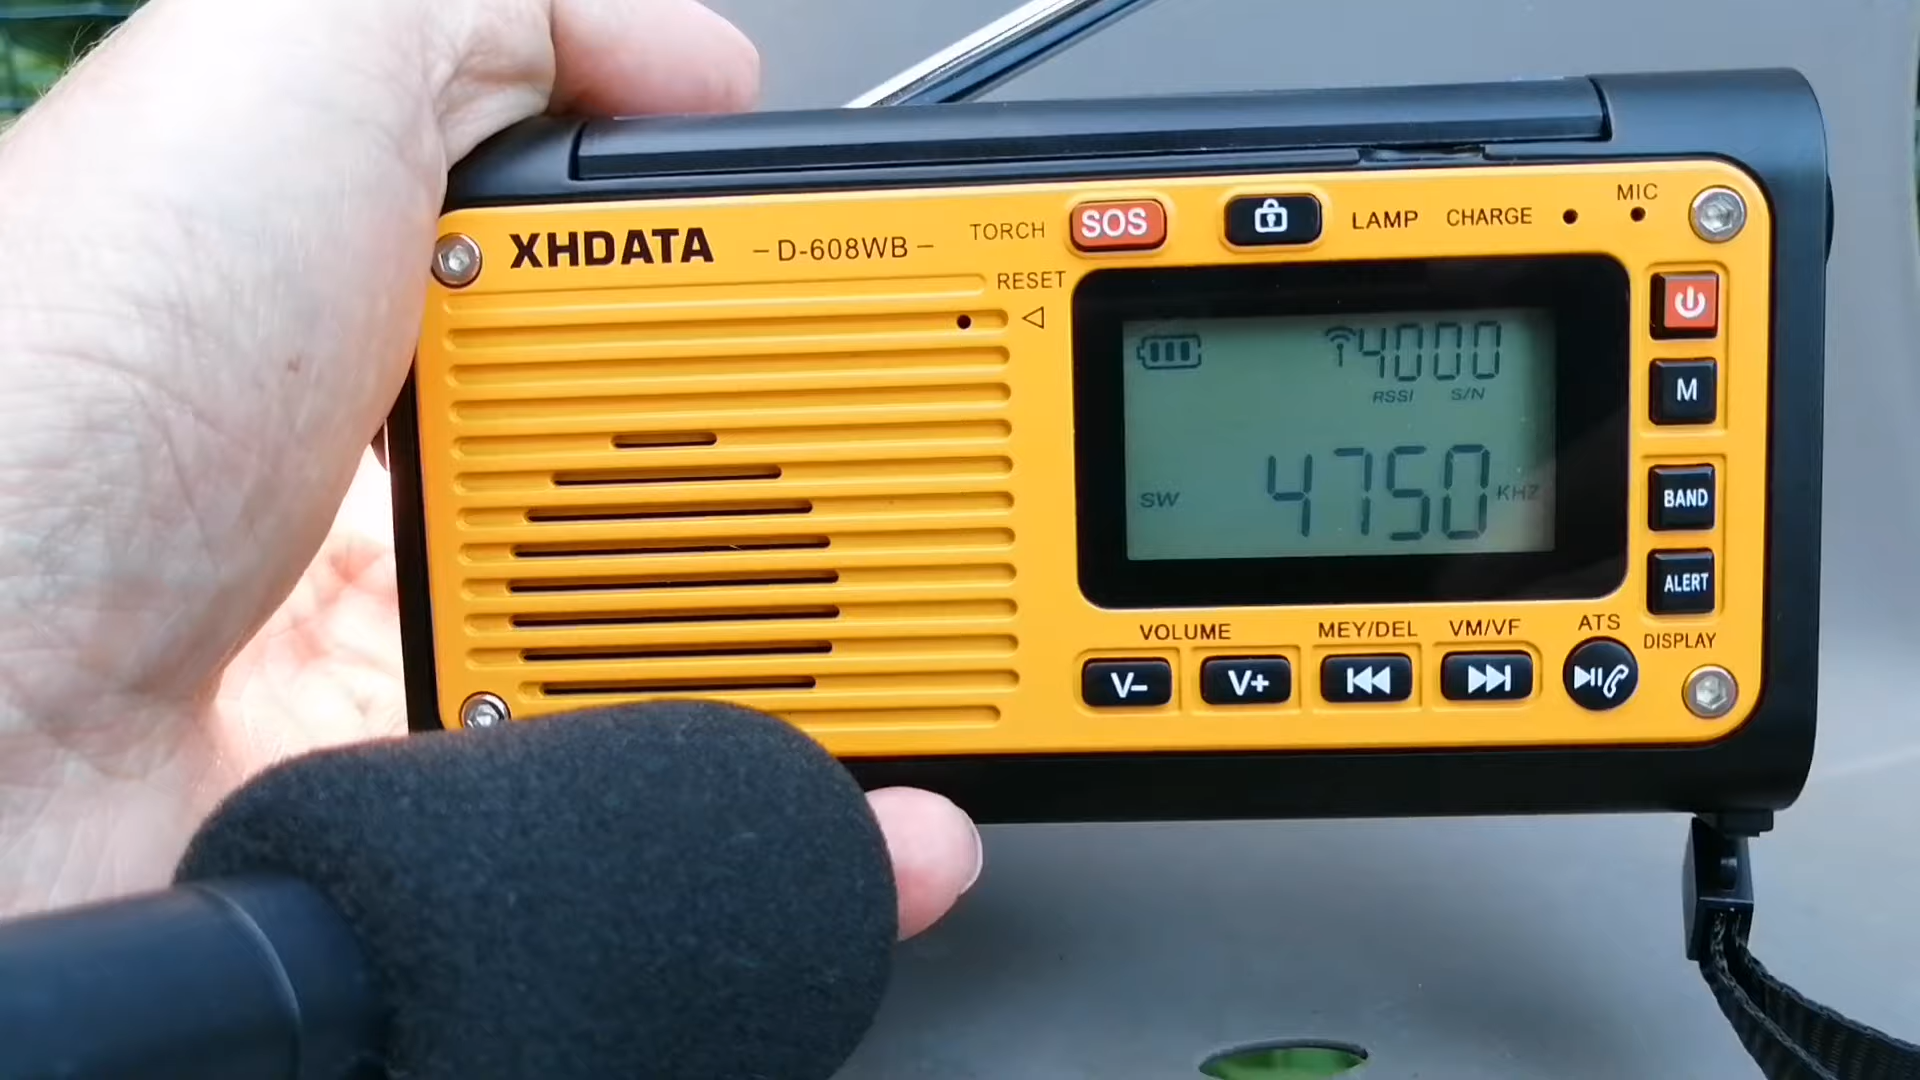 XHDATA
–D-608WB–
TORCH
SOS
LAMP
CHARGE
MIC
RESET
4000
RSSI
S/N
SW
4750
KHZ
M
BAND
ALERT
VOLUME
MEY/DEL
VM/VF
ATS
DISPLAY
V–
V+